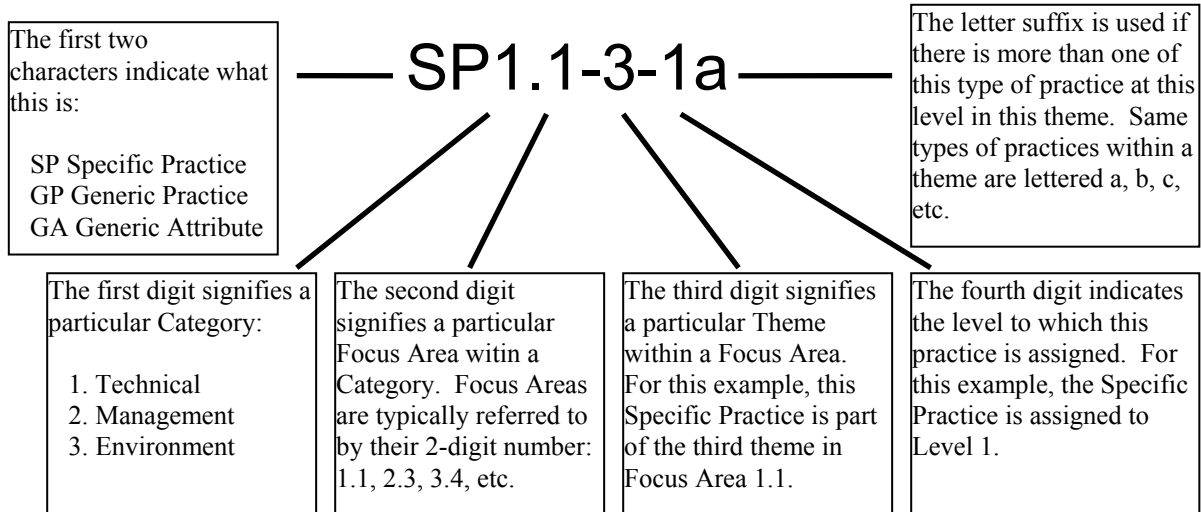 The first two
characters indicate what
this is:
SP Specific Practice
GP Generic Practice
GA Generic Attribute
SP1.1-3-1a
The letter suffix is used if
there is more than one of
this type of practice at this
level in this theme.  Same
types of practices within a
theme are lettered a, b, c,
etc.
The first digit signifies a
particular Category:
1. Technical
2. Management
3. Environment
The second digit
signifies a particular
Focus Area witin a
Category.  Focus Areas
are typically referred to
by their 2-digit number:
1.1, 2.3, 3.4, etc.
The third digit signifies
a particular Theme
within a Focus Area.
For this example, this
Specific Practice is part
of the third theme in
Focus Area 1.1.
The fourth digit indicates
the level to which this
practice is assigned.  For
this example, the Specific
Practice is assigned to
Level 1.